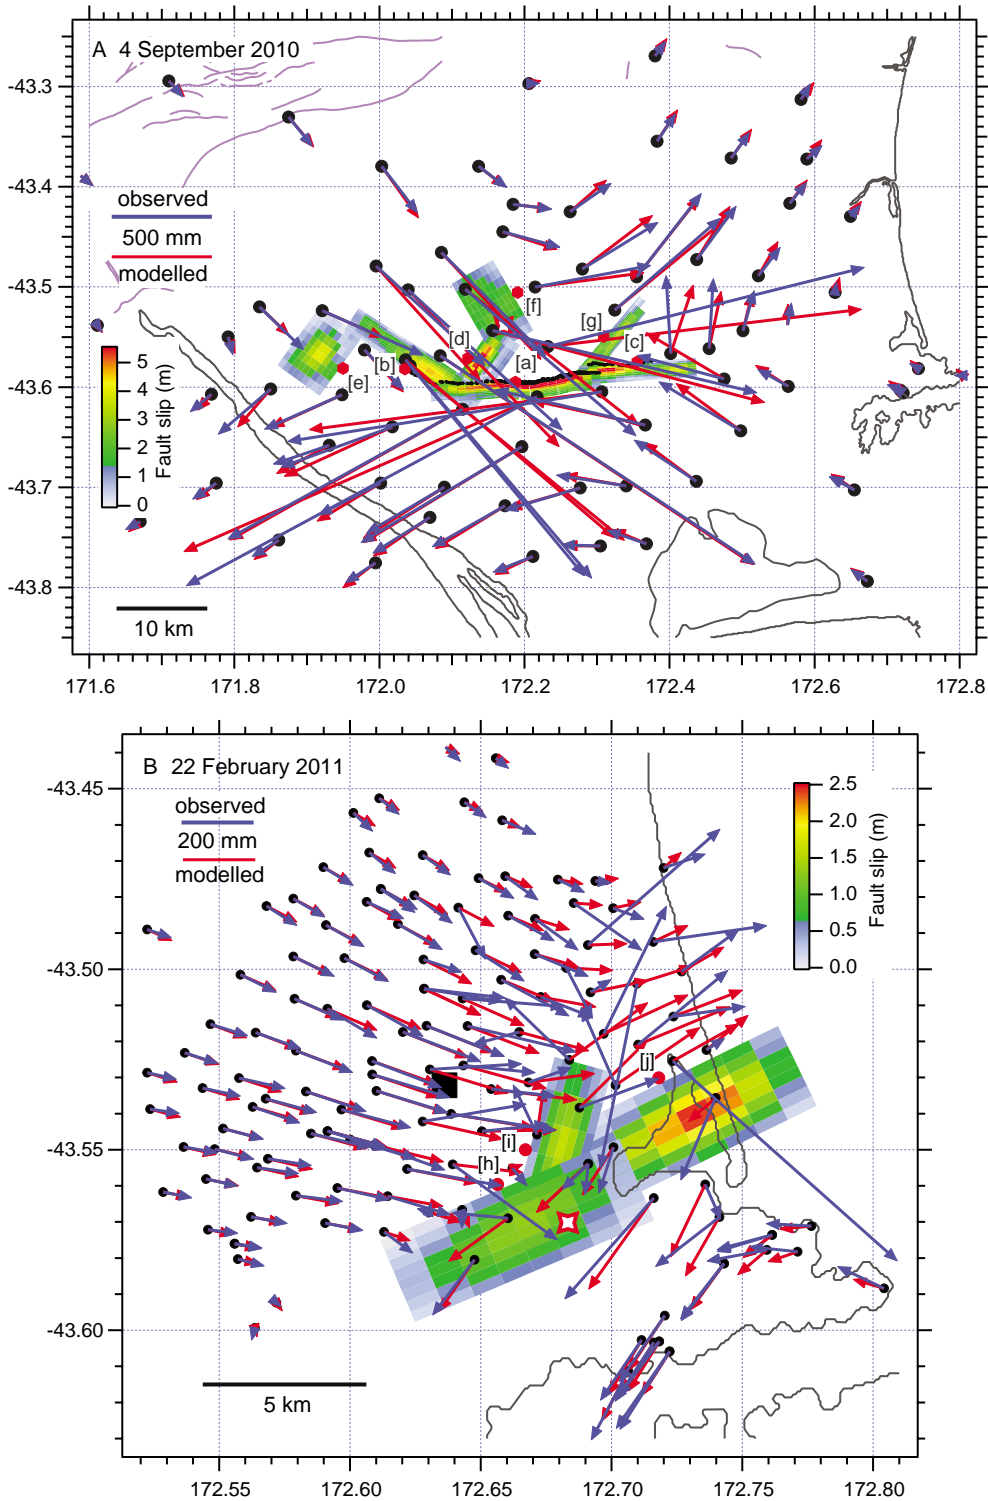 A 4 September 2010
-43.3
-43.4
-43.5
-43.6
-43.7
-43.8
observed
500 mm
modelled
5
4
3
2
1
0
Fault slip (m)
[f]
[g]
[d]
[c]
[b]
[a]
[e]
10 km
171.6
171.8
172.0
172.2
172.4
172.6
172.8
B 22 February 2011
-43.45
-43.50
-43.55
-43.60
observed
200 mm
modelled
2.5
2.0
1.5
1.0
0.5
0.0
Fault slip (m)
[j]
[i]
[h]
5 km
172.55
172.60
172.65
172.70
172.75
172.80